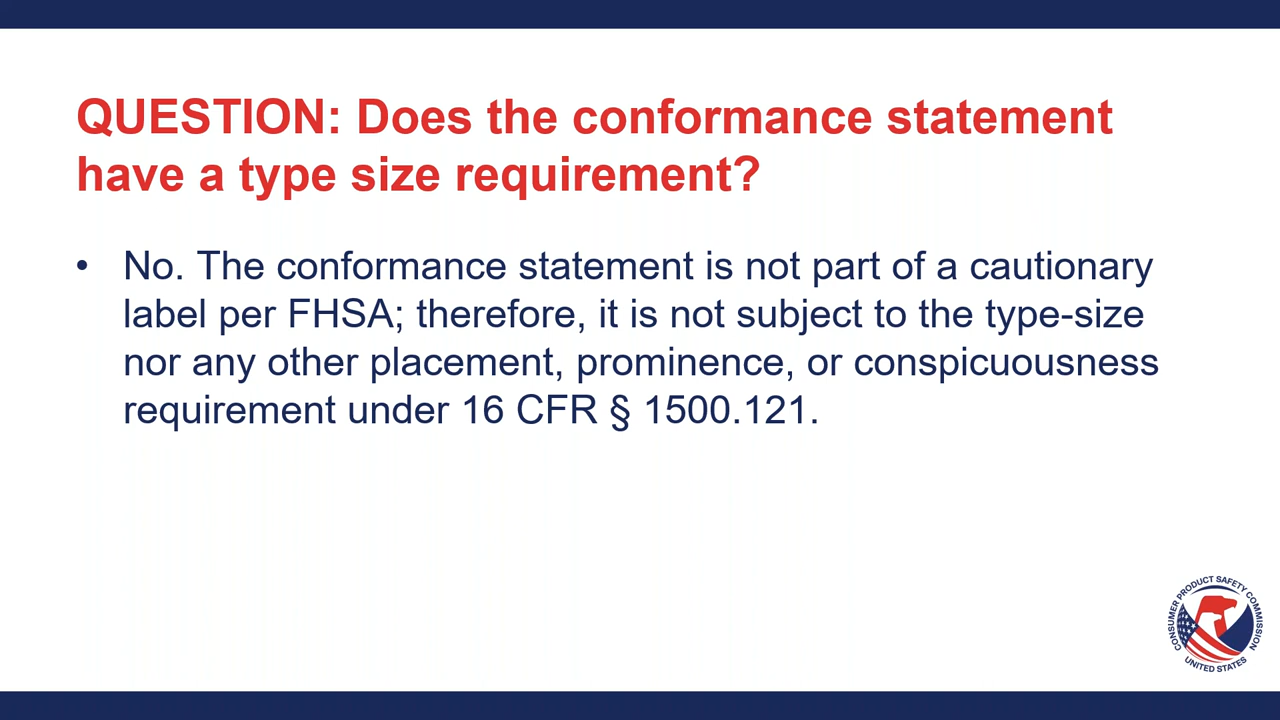 QUESTION: Does the conformance statement
have a type size requirement?
• No. The conformance statement is not part of a cautionary
label per FHSA; therefore, it is not subject to the type-size
nor any other placement, prominence, or conspicuousness
requirement under 16 CFR § 1500.121.
CONSUMER PRODUCT SAFETY COMMISSION
UNITED STATES